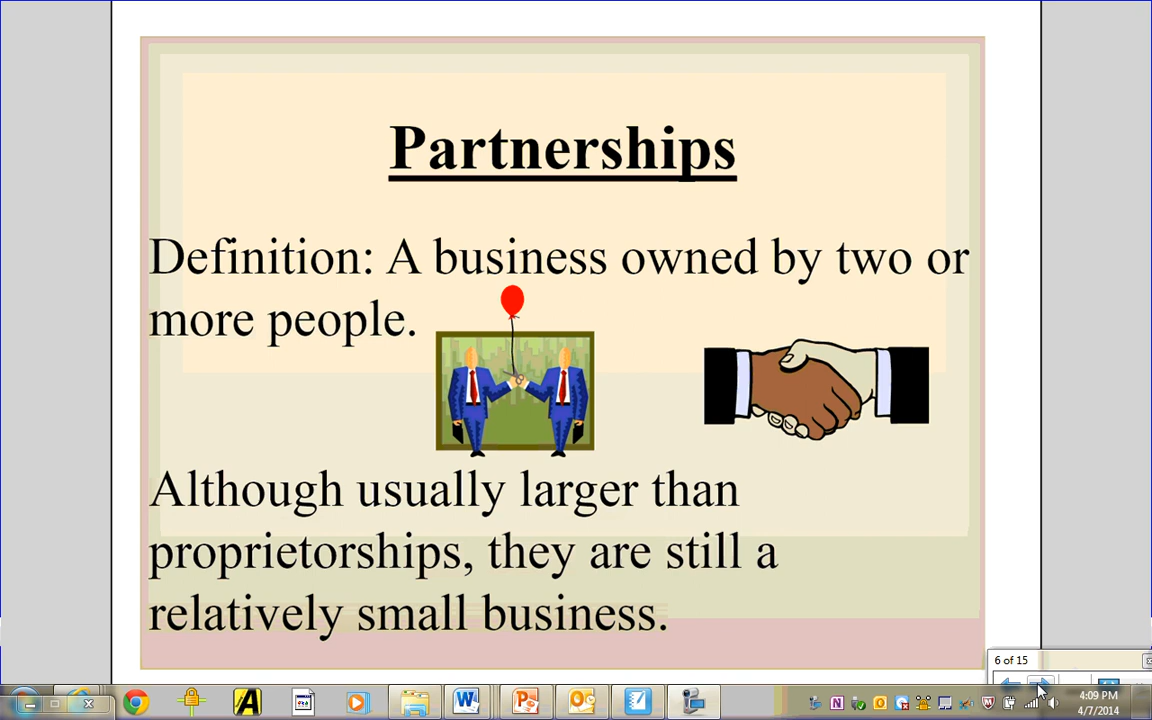 Partnerships
Definition: A business owned by two or
more people.
Although usually larger than
proprietorships, they are still a
relatively small business.
6 of 15
4:09 PM
4/7/2014